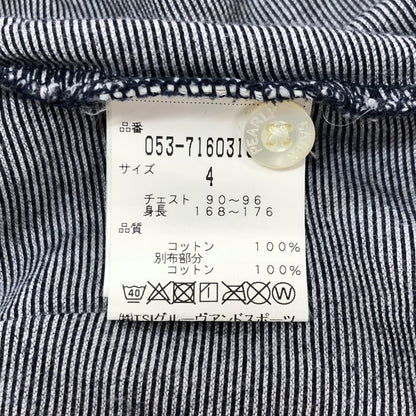 品番
053-716031
サイズ
4
チェスト 90〜96
身長 168〜176
品質
コットン 100%
別布部分
コットン 100%
40
W
㈱TSIグルーヴアンドスポーツ
PEARLY